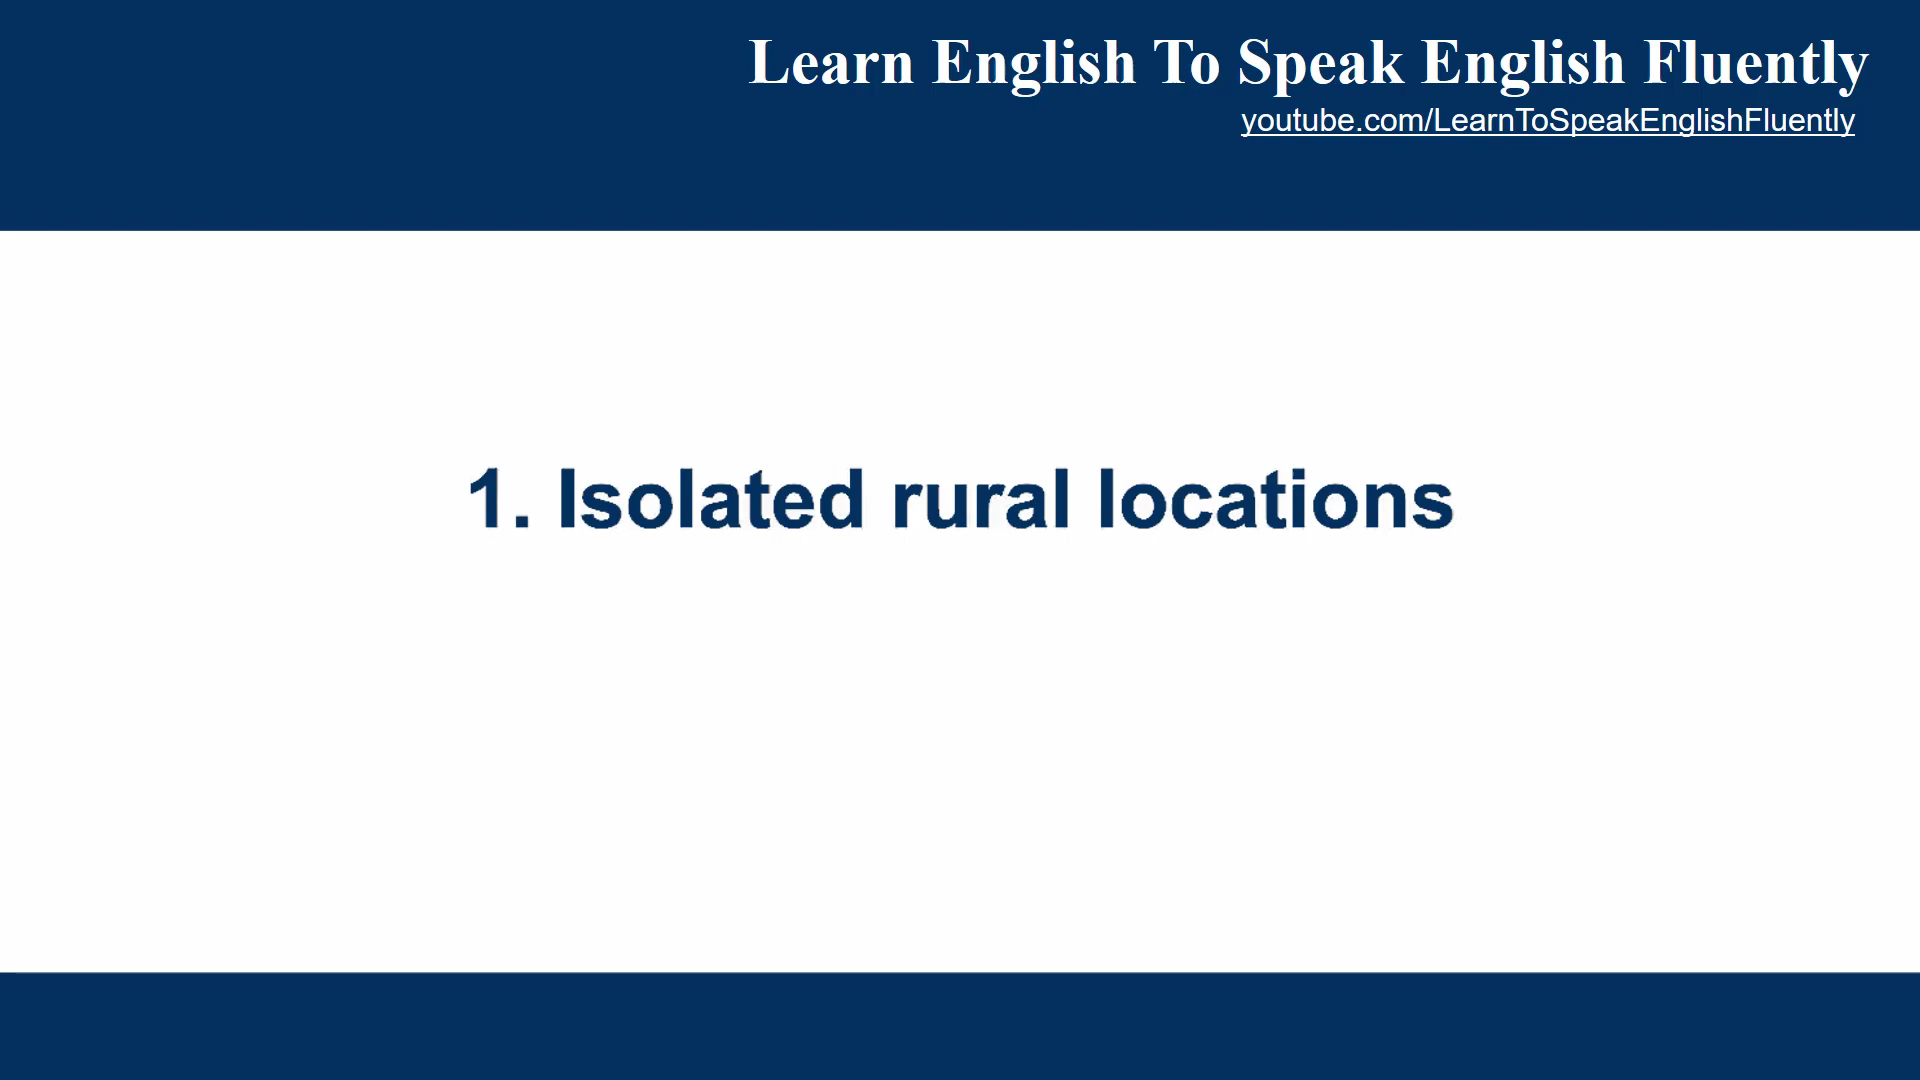 Learn English To Speak English Fluently
youtube.com/LearnToSpeakEnglishFluently
1. Isolated rural locations